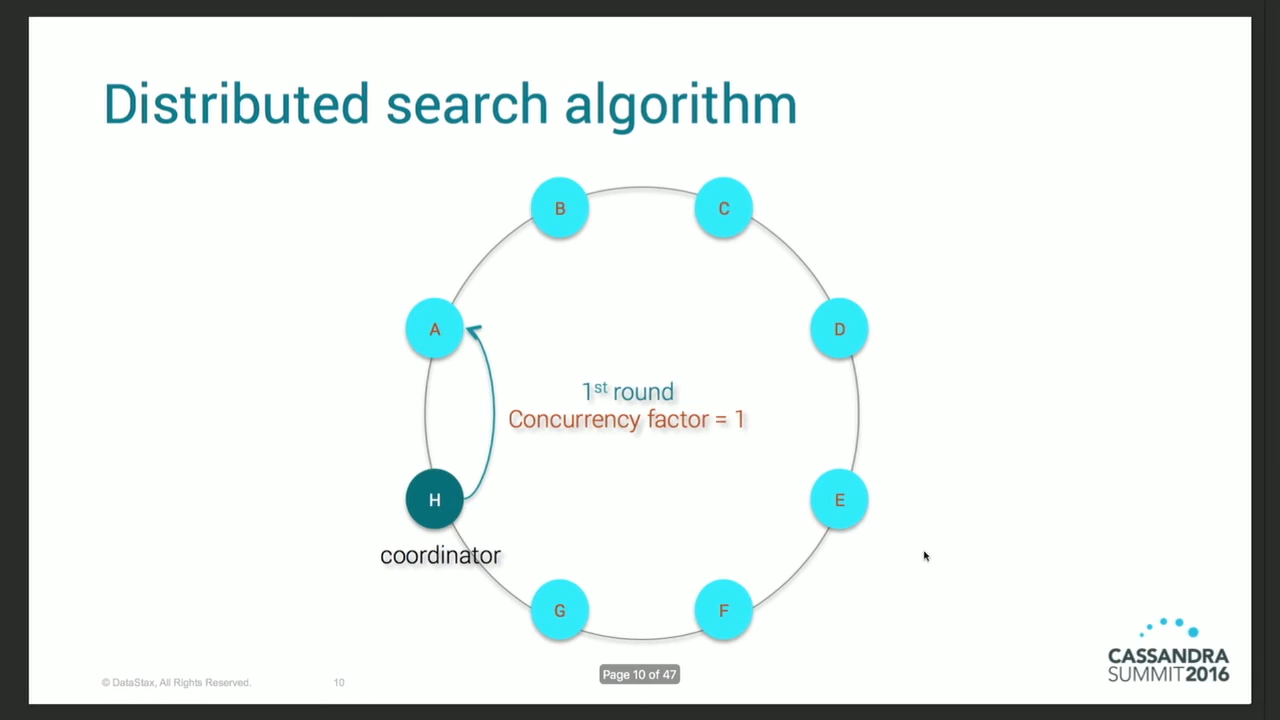 Distributed search algorithm
B
C
A
D
1st round
Concurrency factor = 1
H
E
coordinator
G
F
© DataStax, All Rights Reserved.
10
Page 10 of 47
CASSANDRA
SUMMIT2016